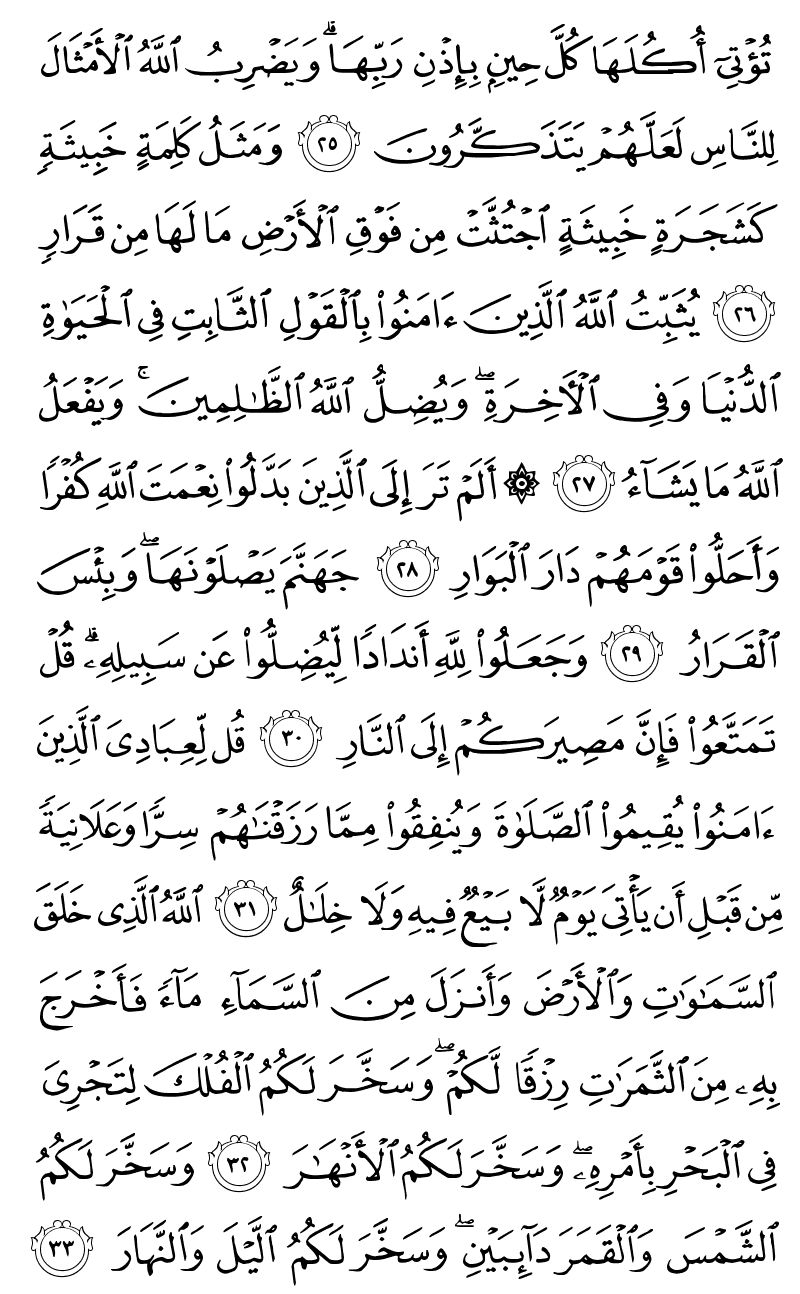 تُؤۡتِيٓ أُكُلَهَا كُلَّ حِينِۭ بِإِذۡنِ رَبِّهَاۗ وَيَضۡرِبُ ٱللَّهُ ٱلۡأَمۡثَالَ
لِلنَّاسِ لَعَلَّهُمۡ يَتَذَكَّرُونَ ٢٥ وَمَثَلُ كَلِمَةٍ خَبِيثَةٖ
كَشَجَرَةٍ خَبِيثَةٍ ٱجۡتُثَّتۡ مِن فَوۡقِ ٱلۡأَرۡضِ مَا لَهَا مِن قَرَارٖ
٢٦ يُثَبِّتُ ٱللَّهُ ٱلَّذِينَ ءَامَنُواْ بِٱلۡقَوۡلِ ٱلثَّابِتِ فِي ٱلۡحَيَوٰةِ
ٱلدُّنۡيَا وَفِي ٱلۡأٓخِرَةِۖ وَيُضِلُّ ٱللَّهُ ٱلظَّٰلِمِينَۚ وَيَفۡعَلُ
ٱللَّهُ مَا يَشَآءُ ٢٧ ۞ أَلَمۡ تَرَ إِلَى ٱلَّذِينَ بَدَّلُواْ نِعۡمَتَ ٱللَّهِ كُفۡرٗا
وَأَحَلُّواْ قَوۡمَهُمۡ دَارَ ٱلۡبَوَارِ ٢٨ جَهَنَّمَ يَصۡلَوۡنَهَاۖ وَبِئۡسَ
ٱلۡقَرَارُ ٢٩ وَجَعَلُواْ لِلَّهِ أَندَادٗا لِّيُضِلُّواْ عَن سَبِيلِهِۦۗ قُلۡ
تَمَتَّعُواْ فَإِنَّ مَصِيرَكُمۡ إِلَى ٱلنَّارِ ٣٠ قُل لِّعِبَادِيَ ٱلَّذِينَ
ءَامَنُواْ يُقِيمُواْ ٱلصَّلَوٰةَ وَيُنفِقُواْ مِمَّا رَزَقۡنَٰهُمۡ سِرّٗا وَعَلَانِيَةٗ
مِّن قَبۡلِ أَن يَأۡتِيَ يَوۡمٞ لَّا بَيۡعٞ فِيهِ وَلَا خِلَٰلٌ ٣١ ٱللَّهُ ٱلَّذِي خَلَقَ
ٱلسَّمَٰوَٰتِ وَٱلۡأَرۡضَ وَأَنزَلَ مِنَ ٱلسَّمَآءِ مَآءٗ فَأَخۡرَجَ
بِهِۦ مِنَ ٱلثَّمَرَٰتِ رِزۡقٗا لَّكُمۡۖ وَسَخَّرَ لَكُمُ ٱلۡفُلۡكَ لِتَجۡرِيَ
فِي ٱلۡبَحۡرِ بِأَمۡرِهِۦۖ وَسَخَّرَ لَكُمُ ٱلۡأَنۡهَٰرَ ٣٢ وَسَخَّرَ لَكُمُ
ٱلشَّمۡسَ وَٱلۡقَمَرَ دَآئِبَيۡنِۖ وَسَخَّرَ لَكُمُ ٱلَّيۡلَ وَٱلنَّهَارَ ٣٣